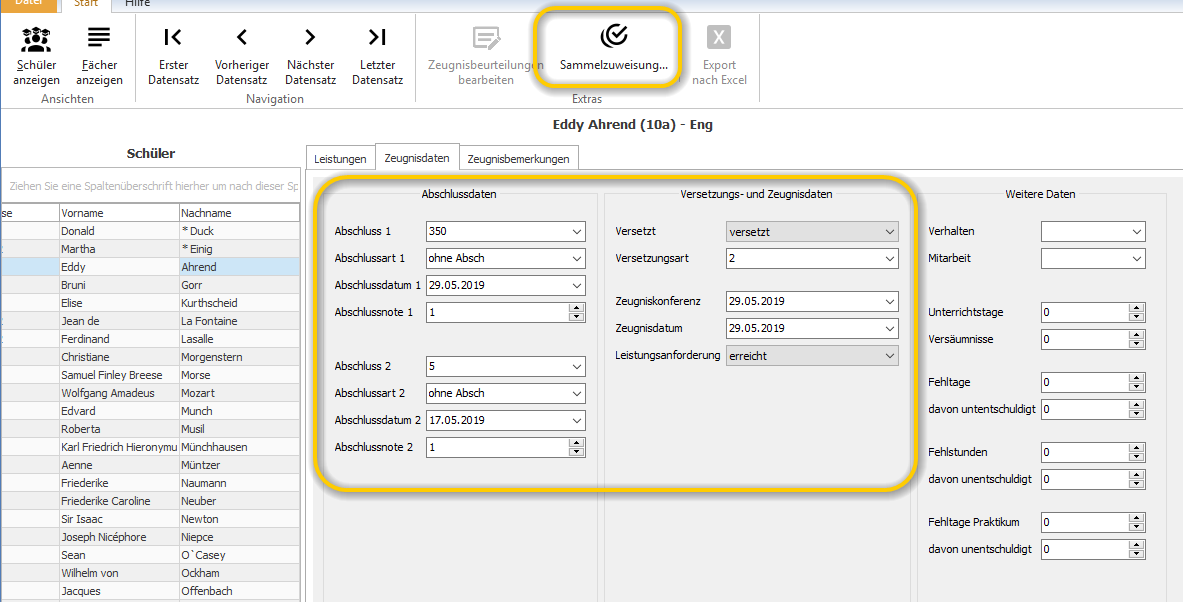 Datei Start Hilfe
Schüler anzeigen
Fächer anzeigen
Ansichten
Erster Datensatz
Vorheriger Datensatz
Nächster Datensatz
Letzter Datensatz
Navigation
Zeugnisbeurteilungen bearbeiten
Sammelzuweisung...
Export nach Excel
Extras
Eddy Ahrend (10a) - Eng
Schüler
Ziehen Sie eine Spaltenüberschrift hierher um nach dieser Sp
se Vorname Nachname
Donald *Duck
Martha *Einig
Eddy Ahrend
Bruni Gorr
Elise Kurthscheid
Jean de La Fontaine
Ferdinand Lasalle
Christiane Morgenstern
Samuel Finley Breese Morse
Wolfgang Amadeus Mozart
Edvard Munch
Roberta Musil
Karl Friedrich Hieronymu Münchhausen
Aenne Müntzer
Friederike Naumann
Friederike Caroline Neuber
Sir Isaac Newton
Joseph Nicéphore Niepce
Sean O`Casey
Wilhelm von Ockham
Jacques Offenbach
Leistungen Zeugnisdaten Zeugnisbemerkungen
Abschlussdaten
Abschluss 1 350
Abschlussart 1 ohne Absch
Abschlussdatum 1 29.05.2019
Abschlussnote 1 1
Abschluss 2 5
Abschlussart 2 ohne Absch
Abschlussdatum 2 17.05.2019
Abschlussnote 2 1
Versetzungs- und Zeugnisdaten
Versetzt versetzt
Versetzungsart 2
Zeugniskonferenz 29.05.2019
Zeugnisdatum 29.05.2019
Leistungsanforderung erreicht
Weitere Daten
Verhalten
Mitarbeit
Unterrichtstage 0
Versäumnisse 0
Fehltage 0
davon untentschuldigt 0
Fehlstunden 0
davon unentschuldigt 0
Fehltage Praktikum 0
davon unentschuldigt 0